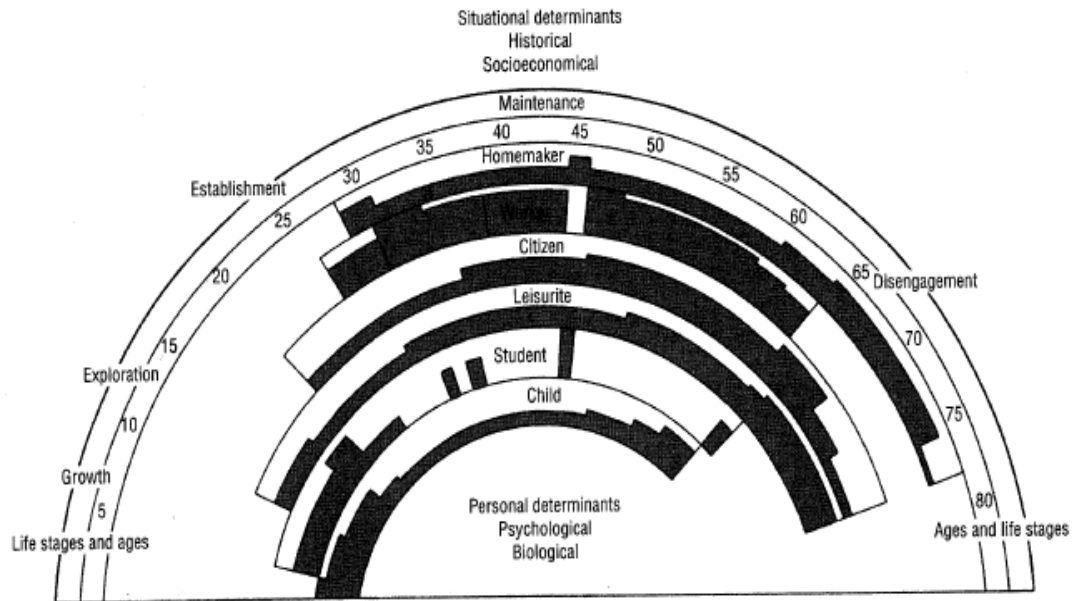 Situational determinants
Historical
Socioeconomical
Maintenance
40 45
35 50
Homemaker
30 55
Establishment
25 60
Citizen
20 65
Disengagement
Leisurite
15 70
Student
Exploration
Child
10 75
Growth
5 80
Personal determinants
Psychological
Biological
Life stages and ages
Ages and life stages